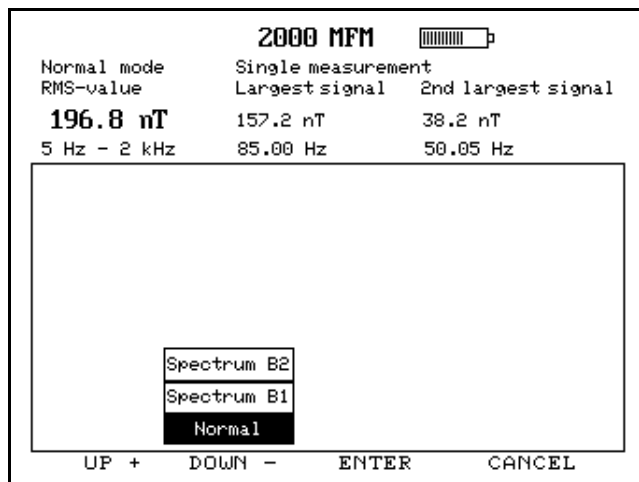 2000 MFM
Normal mode Single measurement
RMS-value Largest signal 2nd largest signal
196.8 nT 157.2 nT 38.2 nT
5 Hz - 2 kHz 85.00 Hz 50.05 Hz
Spectrum B2
Spectrum B1
Normal
UP + DOWN - ENTER CANCEL